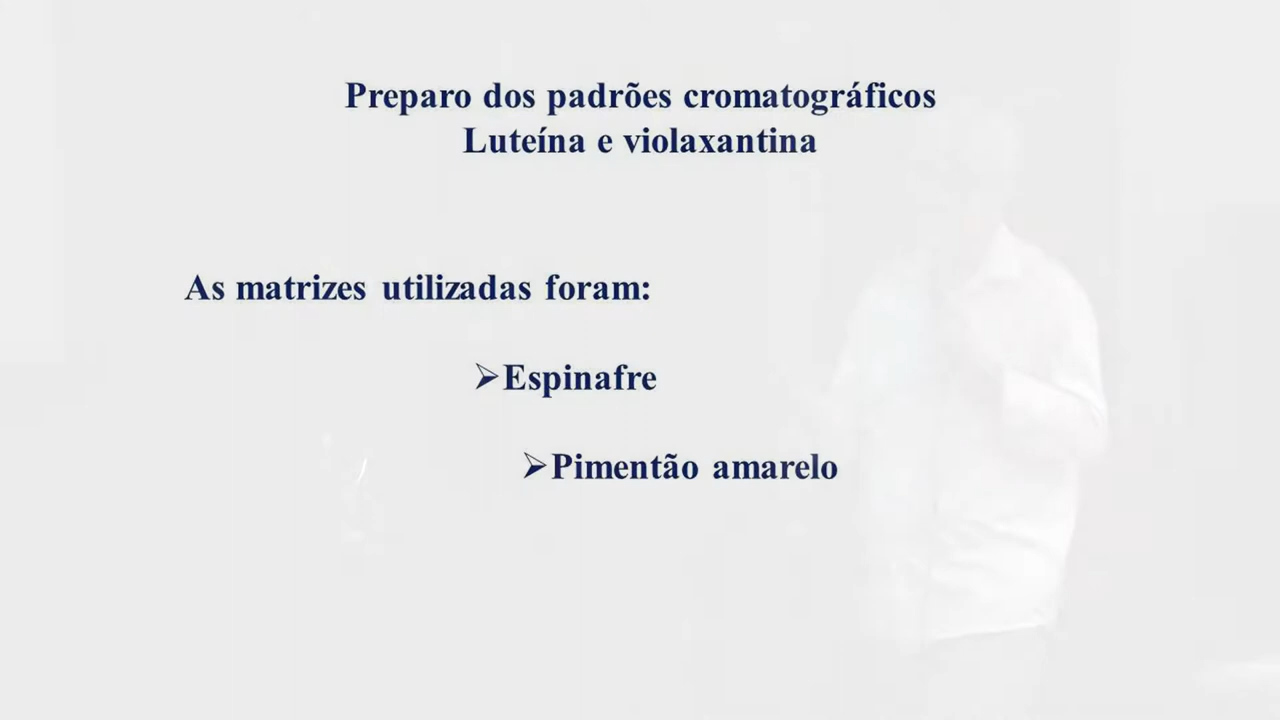 Preparo dos padrões cromatográficos
Luteína e violaxantina
As matrizes utilizadas foram:
➢Espinafre
➢Pimentão amarelo